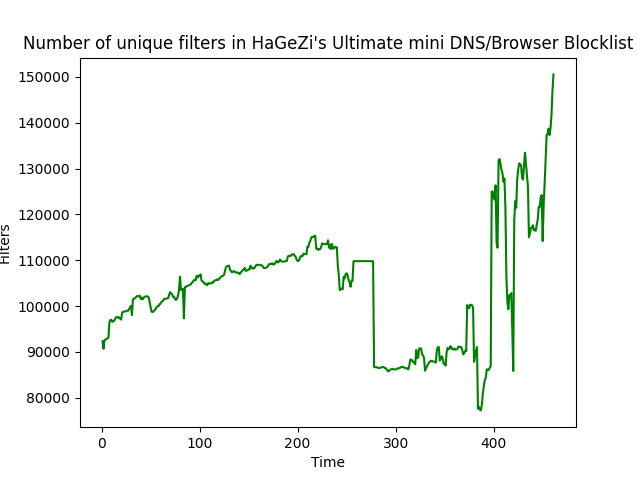 Number of unique filters in HaGeZi's Ultimate mini DNS/Browser Blocklist
150000
140000
130000
120000
110000
100000
90000
80000
Filters
0 100 200 300 400
Time